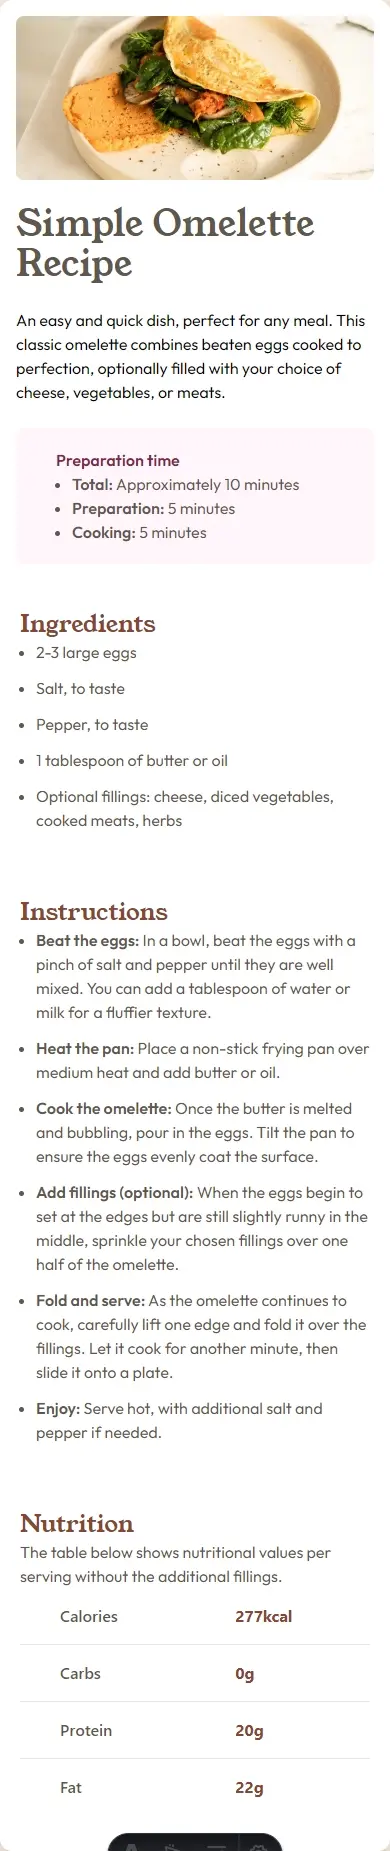 Simple Omelette
Recipe
An easy and quick dish, perfect for any meal. This
classic omelette combines beaten eggs cooked to
perfection, optionally filled with your choice of
cheese, vegetables, or meats.
Preparation time
• Total: Approximately 10 minutes
• Preparation: 5 minutes
• Cooking: 5 minutes
Ingredients
• 2-3 large eggs
• Salt, to taste
• Pepper, to taste
• 1 tablespoon of butter or oil
• Optional fillings: cheese, diced vegetables,
cooked meats, herbs
Instructions
• Beat the eggs: In a bowl, beat the eggs with a
pinch of salt and pepper until they are well
mixed. You can add a tablespoon of water or
milk for a fluffier texture.
• Heat the pan: Place a non-stick frying pan over
medium heat and add butter or oil.
• Cook the omelette: Once the butter is melted
and bubbling, pour in the eggs. Tilt the pan to
ensure the eggs evenly coat the surface.
• Add fillings (optional): When the eggs begin to
set at the edges but are still slightly runny in the
middle, sprinkle your chosen fillings over one
half of the omelette.
• Fold and serve: As the omelette continues to
cook, carefully lift one edge and fold it over the
fillings. Let it cook for another minute, then
slide it onto a plate.
• Enjoy: Serve hot, with additional salt and
pepper if needed.
Nutrition
The table below shows nutritional values per
serving without the additional fillings.
Calories 277kcal
Carbs 0g
Protein 20g
Fat 22g